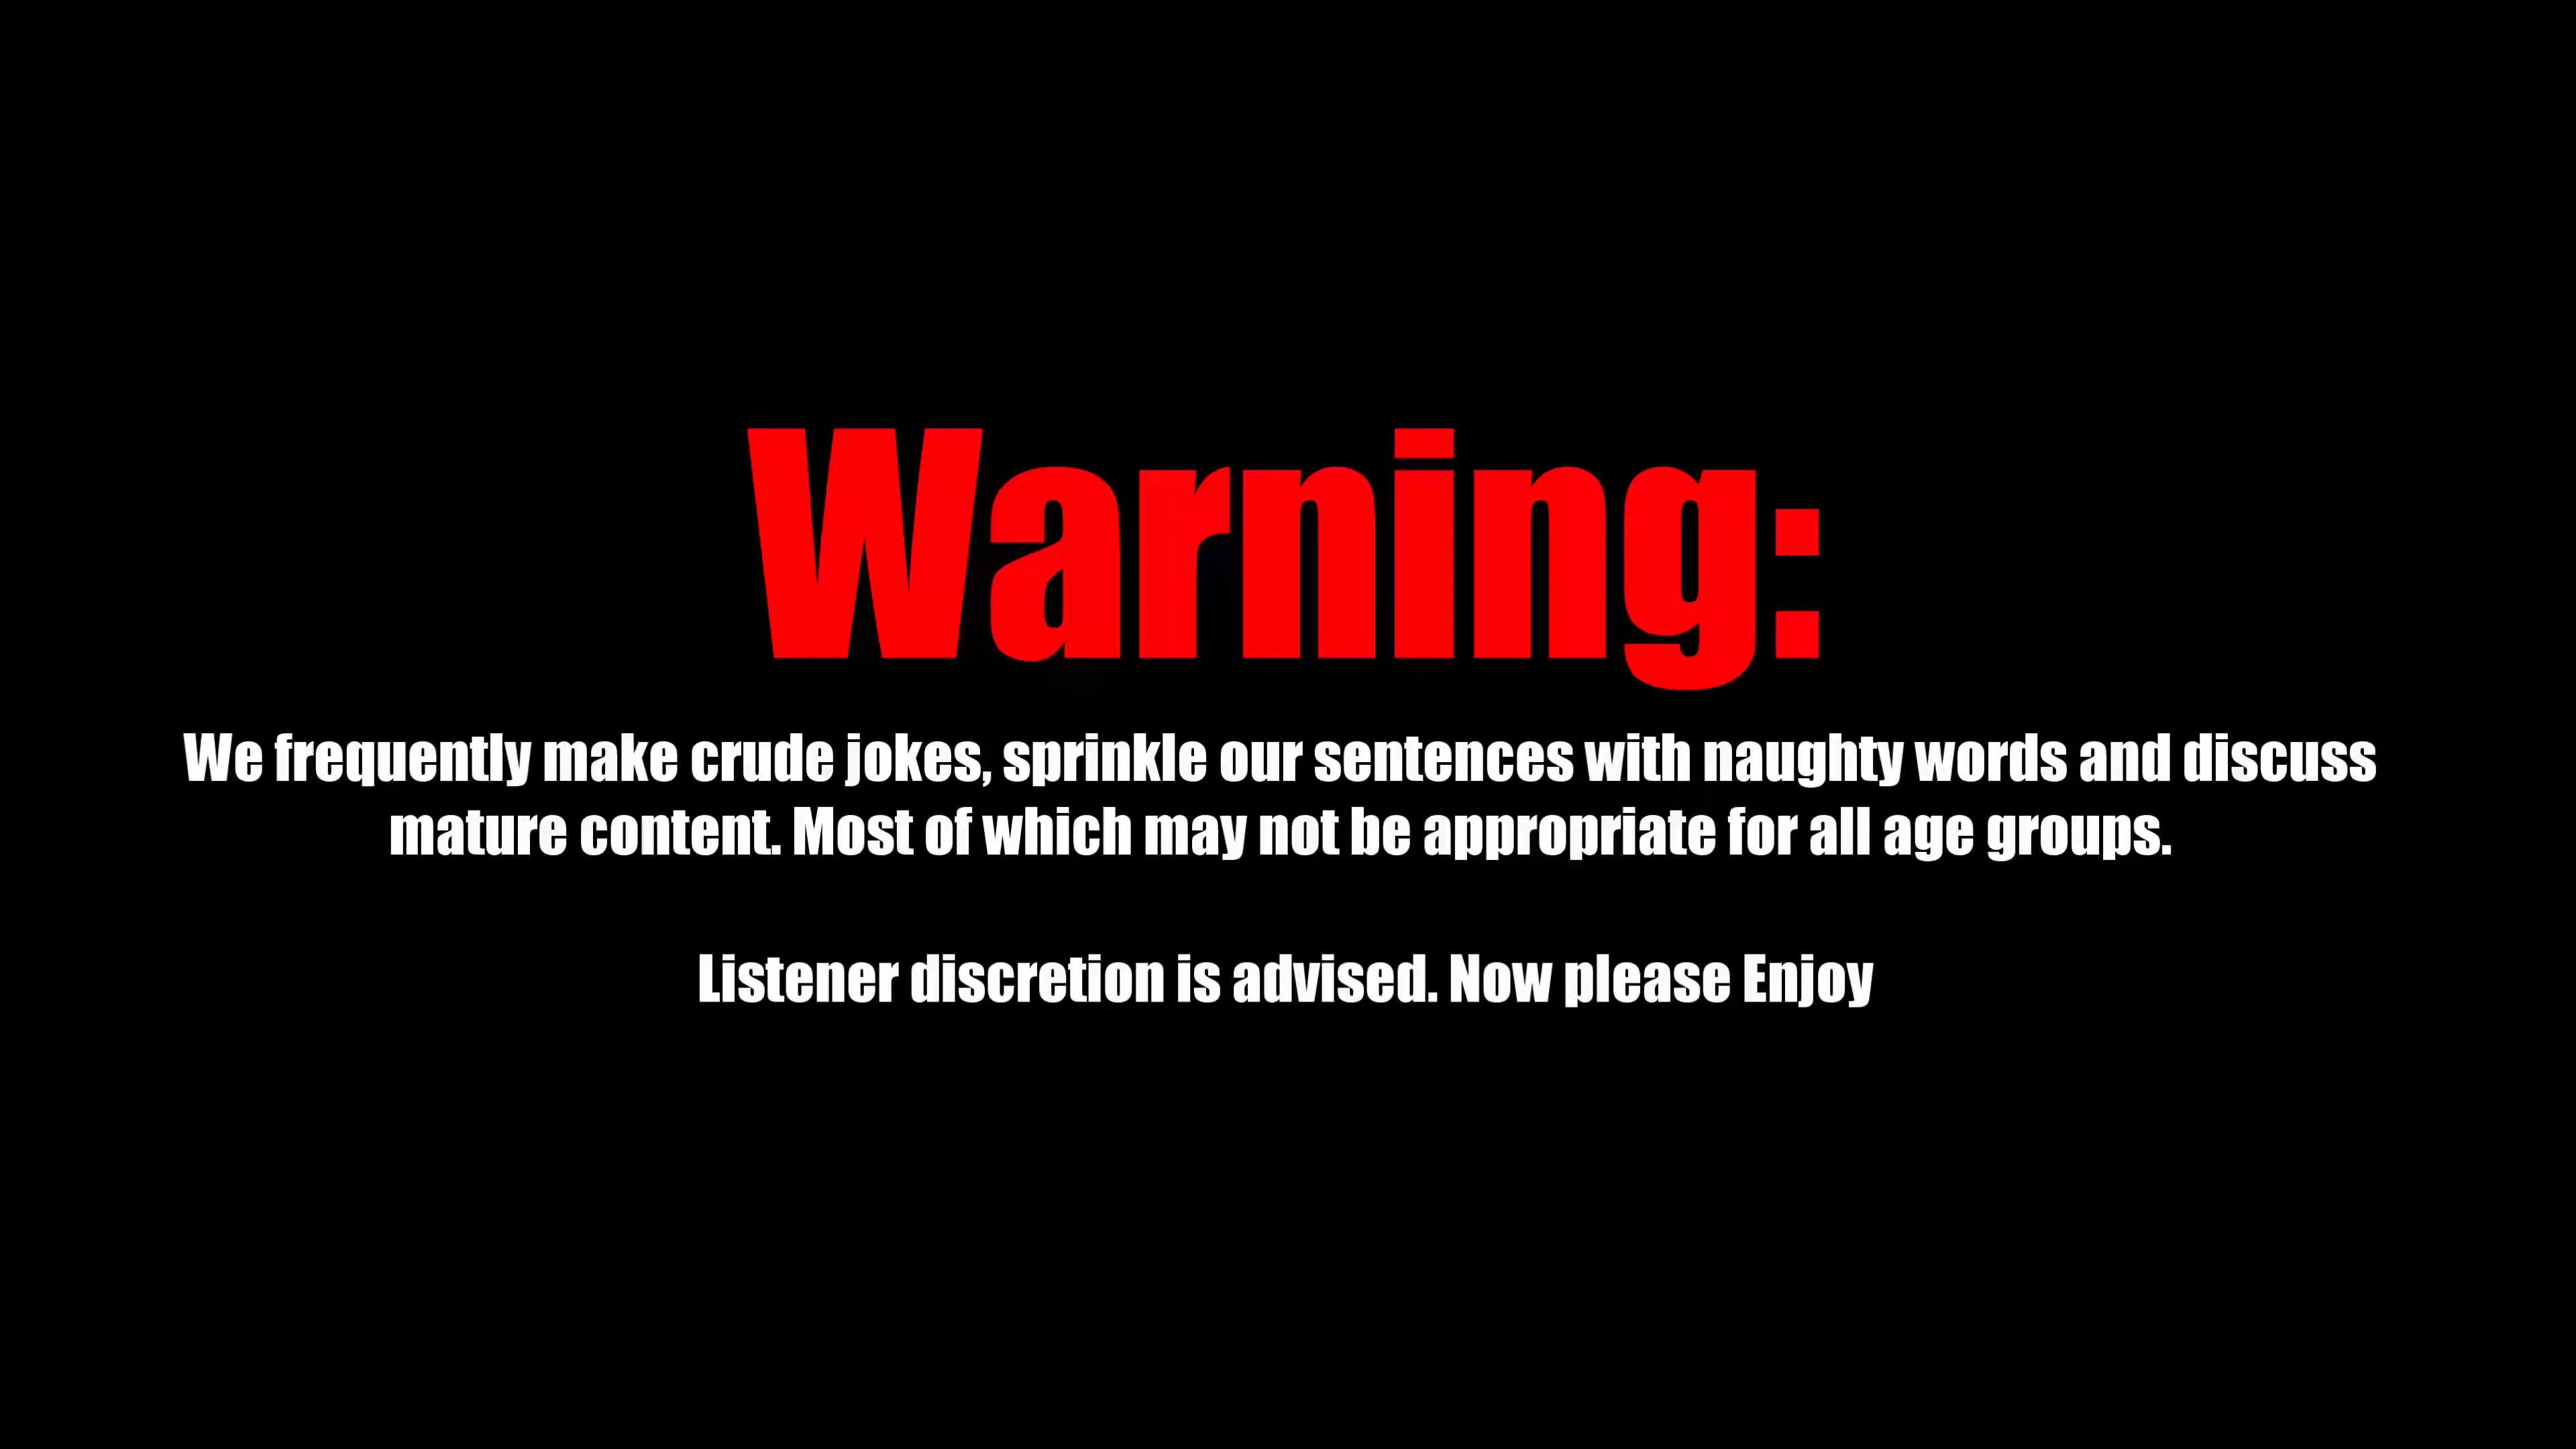 Warning:
We frequently make crude jokes, sprinkle our sentences with naughty words and discuss
mature content. Most of which may not be appropriate for all age groups.
Listener discretion is advised. Now please Enjoy